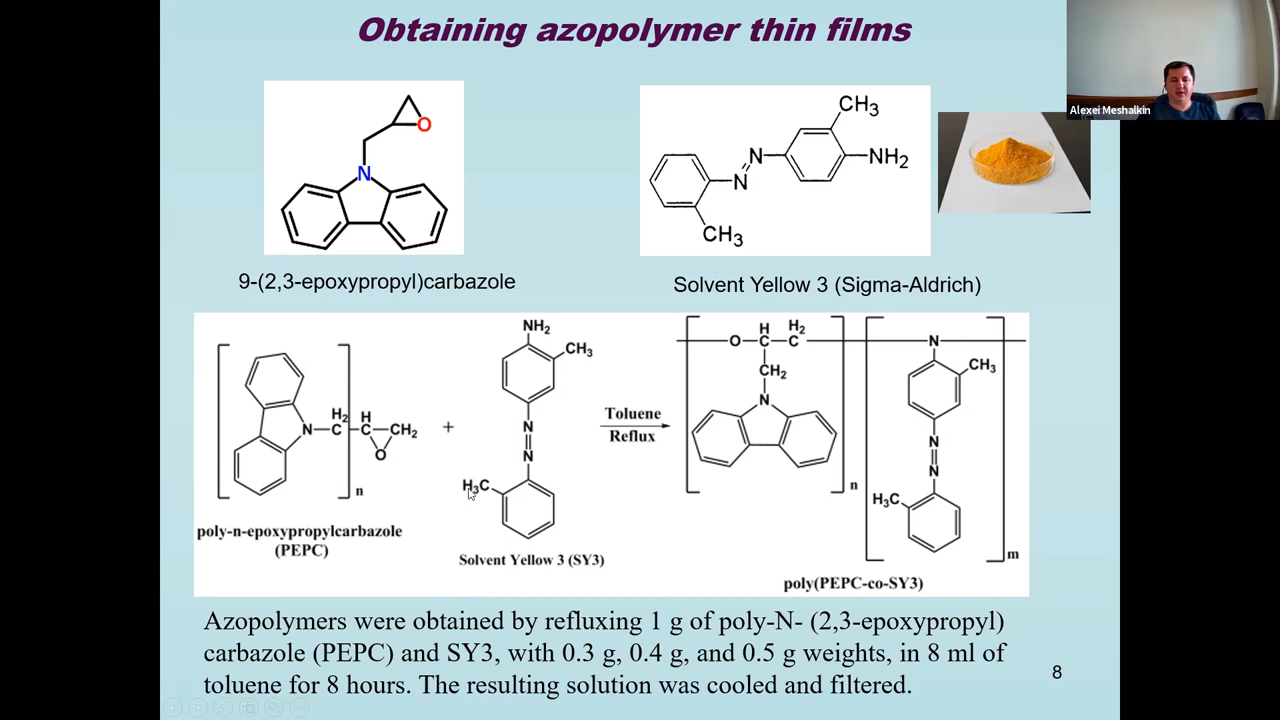 Obtaining azopolymer thin films
Alexei Meshalkin
O
N
9-(2,3-epoxypropyl)carbazole
CH3
N
N
NH2
CH3
Solvent Yellow 3 (Sigma-Aldrich)
N
H2
C
H
C
CH2
O
n
poly-n-epoxypropylcarbazole
(PEPC)
+
NH2
CH3
N
N
H3C
Solvent Yellow 3 (SY3)
Toluene
Reflux
H
H2
O
C
C
CH2
N
n
N
CH3
N
N
H3C
m
poly(PEPC-co-SY3)
Azopolymers were obtained by refluxing 1 g of poly-N- (2,3-epoxypropyl)
carbazole (PEPC) and SY3, with 0.3 g, 0.4 g, and 0.5 g weights, in 8 ml of
toluene for 8 hours. The resulting solution was cooled and filtered.
8